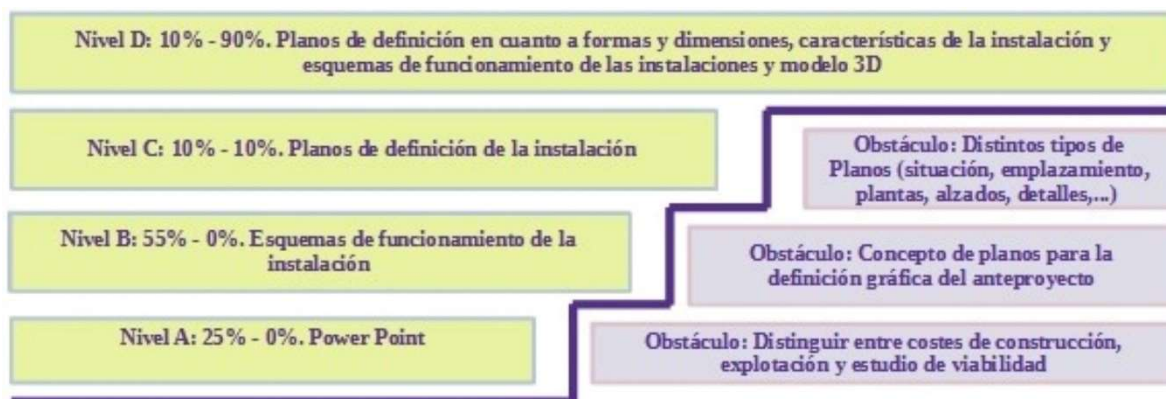 Nivel D: 10% - 90%. Planos de definición en cuanto a formas y dimensiones, características de la instalación y
esquemas de funcionamiento de las instalaciones y modelo 3D
Nivel C: 10% - 10%. Planos de definición de la instalación
Obstáculo: Distintos tipos de
Planos (situación, emplazamiento,
plantas, alzados, detalles,...)
Nivel B: 55% - 0%. Esquemas de funcionamiento de la
instalación
Obstáculo: Concepto de planos para la
definición gráfica del anteproyecto
Nivel A: 25% - 0%. Power Point
Obstáculo: Distinguir entre costes de construcción,
explotación y estudio de viabilidad